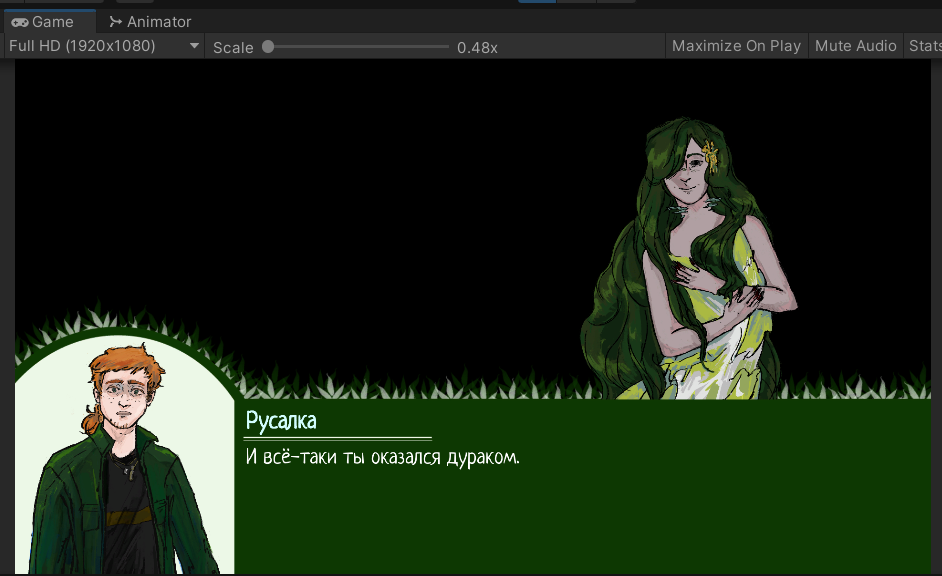 Game Animator
Full HD (1920x1080) Scale 0.48x Maximize On Play Mute Audio Stats
Русалка
И всё-таки ты оказался дураком.